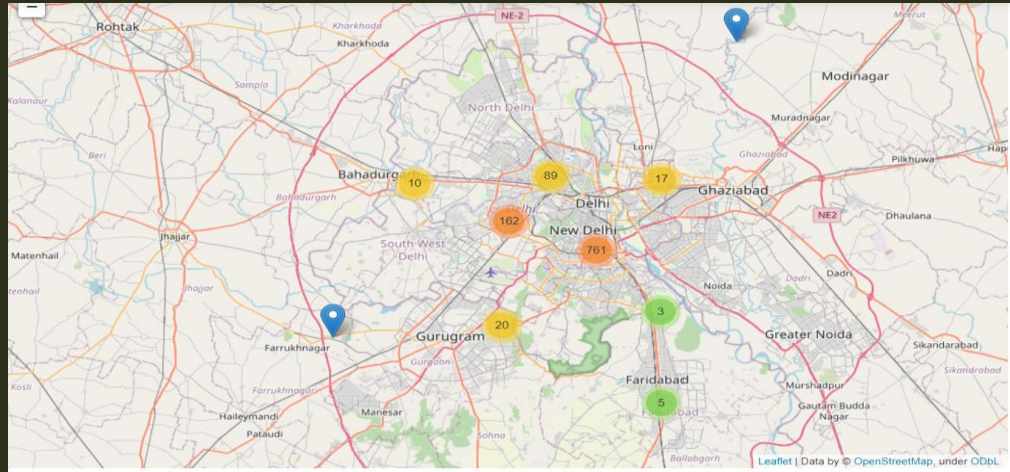 −
NE-2
Rohtak
Kharkhoda
Kharkhoda
Meerut
Modinagar
Sampla
Kalanaur
North Delhi
Muradnagar
Loni
Beri
Ghaziabad
Hap
Pilkhuwa
Bahadurgarh
10
89
17
Ghaziabad
Bahadurgarh
Delhi
NE2
Dhaulana
162
New Delhi
Jhajjar
South West
Delhi
761
Matenhail
Dadri
Dadri
tenhail
Jhajjar
Noida
3
20
Gurugram
Greater Noida
Farrukhnagar
Sikandarabad
Gurgaon
Sikandrabad
Faridabad
Kosli
Farrukhnagar
Murshadpur
5
Manesar
Gautam Budda
Nagar
Haileymandi
Pataudi
Sohna
Ballabgarh
Leaflet | Data by © OpenStreetMap, under ODbL.